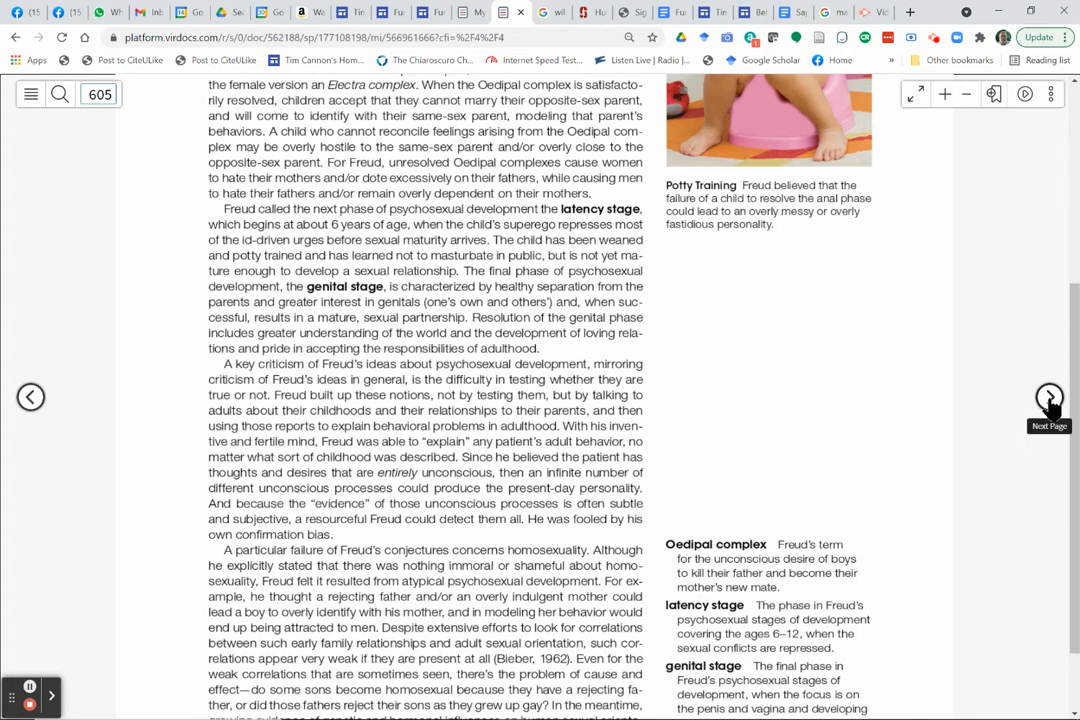 (15
(15
Wh
Inb
Go
Sea
Go
Wa
Tin
Fur
Fur
My
wil
Hu
Sig
Fun
Tin
Bel
Sap
ma
Vid
platform.virdocs.com/r/s/0/doc/562188/sp/177108198/mi/566961666?cfi=%2F4%2F4
Update
Apps
Post to CiteULike
Post to CiteULike
Tim Cannon's Hom...
The Chiaroscuro Ch...
Internet Speed Test...
Listen Live | Radio |...
Google Scholar
Home
»
Other bookmarks
Reading list
605
the female version an Electra complex. When the Oedipal complex is satisfacto-
rily resolved, children accept that they cannot marry their opposite-sex parent,
and will come to identify with their same-sex parent, modeling that parent's
behaviors. A child who cannot reconcile feelings arising from the Oedipal com-
plex may be overly hostile to the same-sex parent and/or overly close to the
opposite-sex parent. For Freud, unresolved Oedipal complexes cause women
to hate their mothers and/or dote excessively on their fathers, while causing men
to hate their fathers and/or remain overly dependent on their mothers.
Freud called the next phase of psychosexual development the latency stage,
which begins at about 6 years of age, when the child's superego represses most
of the id-driven urges before sexual maturity arrives. The child has been weaned
and potty trained and has learned not to masturbate in public, but is not yet ma-
ture enough to develop a sexual relationship. The final phase of psychosexual
development, the genital stage, is characterized by healthy separation from the
parents and greater interest in genitals (one's own and others') and, when suc-
cessful, results in a mature, sexual partnership. Resolution of the genital phase
includes greater understanding of the world and the development of loving rela-
tions and pride in accepting the responsibilities of adulthood.
A key criticism of Freud's ideas about psychosexual development, mirroring
criticism of Freud's ideas in general, is the difficulty in testing whether they are
true or not. Freud built up these notions, not by testing them, but by talking to
adults about their childhoods and their relationships to their parents, and then
using those reports to explain behavioral problems in adulthood. With his inven-
tive and fertile mind, Freud was able to "explain" any patient's adult behavior, no
matter what sort of childhood was described. Since he believed the patient has
thoughts and desires that are entirely unconscious, then an infinite number of
different unconscious processes could produce the present-day personality.
And because the "evidence" of those unconscious processes is often subtle
and subjective, a resourceful Freud could detect them all. He was fooled by his
own confirmation bias.
A particular failure of Freud's conjectures concerns homosexuality. Although
he explicitly stated that there was nothing immoral or shameful about homo-
sexuality, Freud felt it resulted from atypical psychosexual development. For ex-
ample, he thought a rejecting father and/or an overly indulgent mother could
lead a boy to overly identify with his mother, and in modeling her behavior would
end up being attracted to men. Despite extensive efforts to look for correlations
between such early family relationships and adult sexual orientation, such cor-
relations appear very weak if they are present at all (Bieber, 1962). Even for the
weak correlations that are sometimes seen, there's the problem of cause and
effect—do some sons become homosexual because they have a rejecting fa-
ther, or did those fathers reject their sons as they grew up gay? In the meantime,
Potty Training Freud believed that the
failure of a child to resolve the anal phase
could lead to an overly messy or overly
fastidious personality.
Next Page
Oedipal complex Freud's term
for the unconscious desire of boys
to kill their father and become their
mother's new mate.
latency stage The phase in Freud's
psychosexual stages of development
covering the ages 6–12, when the
sexual conflicts are repressed.
genital stage The final phase in
Freud's psychosexual stages of
development, when the focus is on
the penis and vagina and developing